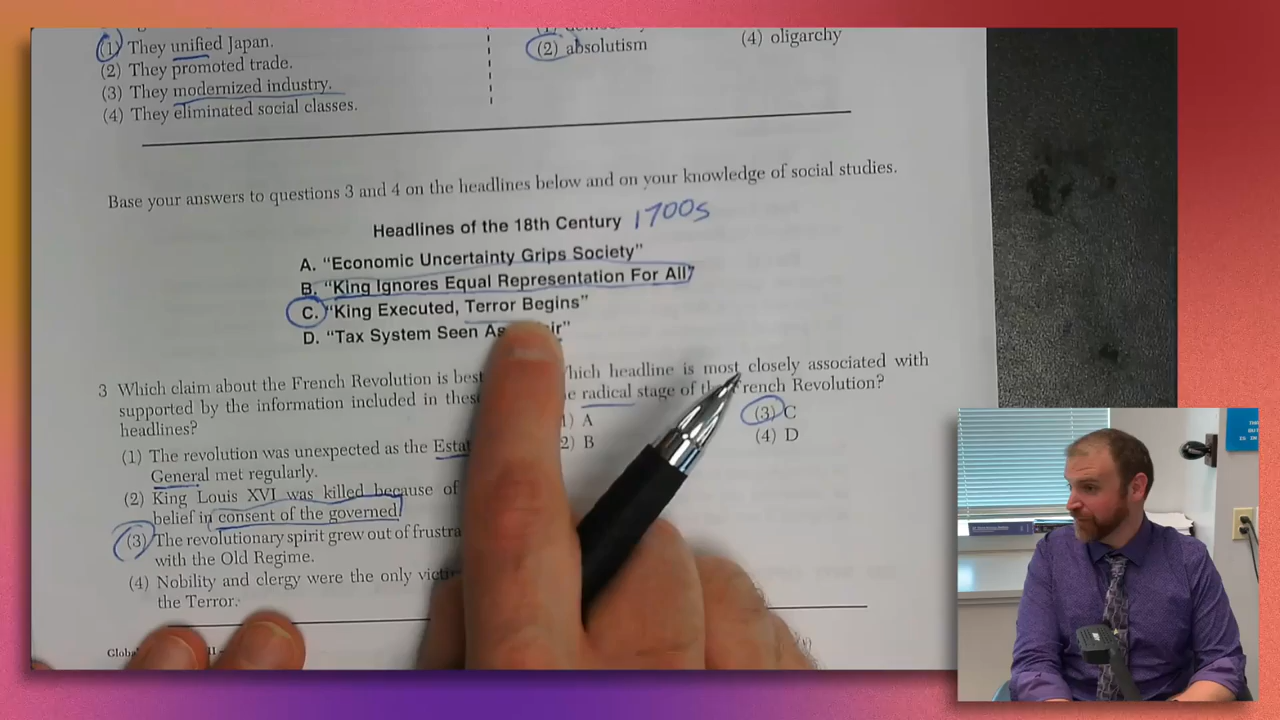 (1) They unified Japan.
(2) They promoted trade.
(3) They modernized industry.
(4) They eliminated social classes.
(2) absolutism
(4) oligarchy
Base your answers to questions 3 and 4 on the headlines below and on your knowledge of social studies.
Headlines of the 18th Century 1700s
A. “Economic Uncertainty Grips Society”
B. “King Ignores Equal Representation For All”
C. “King Executed, Terror Begins”
D. “Tax System Seen As
3 Which claim about the French Revolution is best
supported by the information included in these
headlines?
(1) The revolution was unexpected as the
General met regularly.
(2) King Louis XVI was killed because of
belief in consent of the governed
(3) The revolutionary spirit grew out of
with the Old Regime.
(4) Nobility and clergy were the only
the Terror.
headline is most closely associated with
radical stage of French Revolution?
A
B
(3) C
(4) D